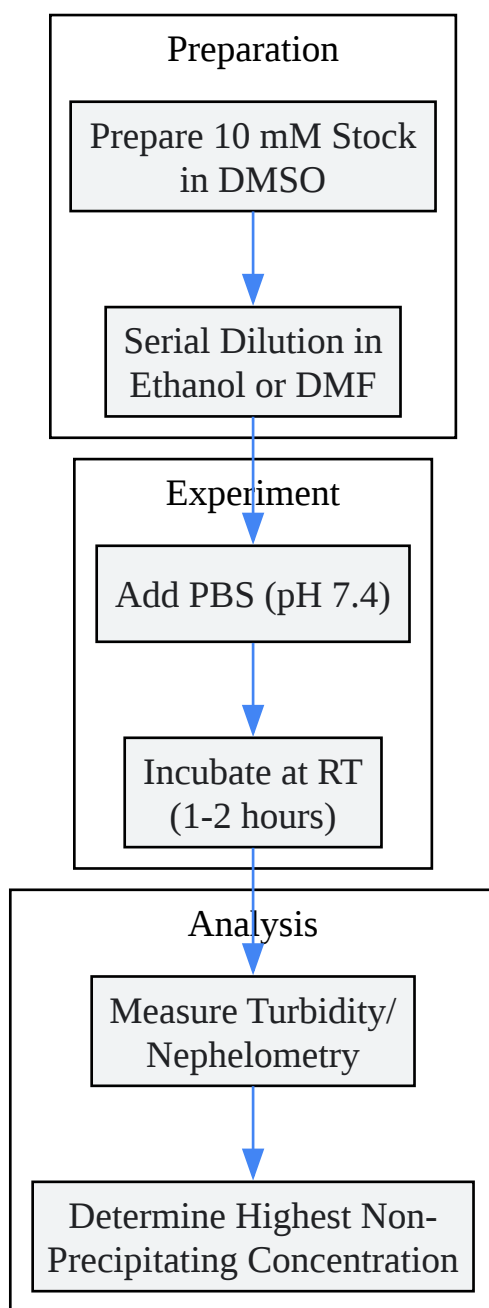 Preparation
Prepare 10 mM Stock
in DMSO
Serial Dilution in
Ethanol or DMF
Experiment
Add PBS (pH 7.4)
Incubate at RT
(1-2 hours)
Analysis
Measure Turbidity/
Nephelometry
Determine Highest Non-
Precipitating Concentration